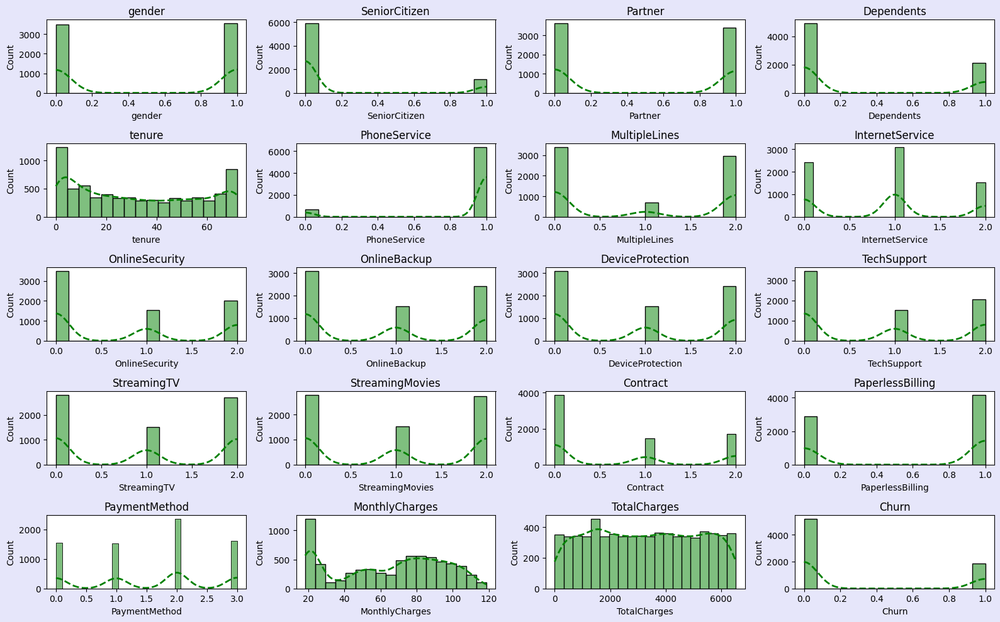 gender
SeniorCitizen
Partner
Dependents
Count
3000
2000
1000
0
0.0 0.2 0.4 0.6 0.8 1.0
gender
Count
6000
4000
2000
0
0.0 0.2 0.4 0.6 0.8 1.0
SeniorCitizen
Count
3000
2000
1000
0
0.0 0.2 0.4 0.6 0.8 1.0
Partner
Count
4000
2000
0
0.0 0.2 0.4 0.6 0.8 1.0
Dependents
tenure
PhoneService
MultipleLines
InternetService
Count
1000
500
0
0 20 40 60
tenure
Count
6000
4000
2000
0
0.0 0.2 0.4 0.6 0.8 1.0
PhoneService
Count
3000
2000
1000
0
0.0 0.5 1.0 1.5 2.0
MultipleLines
Count
3000
2000
1000
0
0.0 0.5 1.0 1.5 2.0
InternetService
OnlineSecurity
OnlineBackup
DeviceProtection
TechSupport
Count
3000
2000
1000
0
0.0 0.5 1.0 1.5 2.0
OnlineSecurity
Count
3000
2000
1000
0
0.0 0.5 1.0 1.5 2.0
OnlineBackup
Count
3000
2000
1000
0
0.0 0.5 1.0 1.5 2.0
DeviceProtection
Count
3000
2000
1000
0
0.0 0.5 1.0 1.5 2.0
TechSupport
StreamingTV
StreamingMovies
Contract
PaperlessBilling
Count
2000
1000
0
0.0 0.5 1.0 1.5 2.0
StreamingTV
Count
2000
1000
0
0.0 0.5 1.0 1.5 2.0
StreamingMovies
Count
4000
2000
0
0.0 0.5 1.0 1.5 2.0
Contract
Count
4000
2000
0
0.0 0.2 0.4 0.6 0.8 1.0
PaperlessBilling
PaymentMethod
MonthlyCharges
TotalCharges
Churn
Count
2000
1000
0
0.0 0.5 1.0 1.5 2.0 2.5 3.0
PaymentMethod
Count
1000
500
0
20 40 60 80 100 120
MonthlyCharges
Count
400
200
0
0 2000 4000 6000
TotalCharges
Count
4000
2000
0
0.0 0.2 0.4 0.6 0.8 1.0
Churn